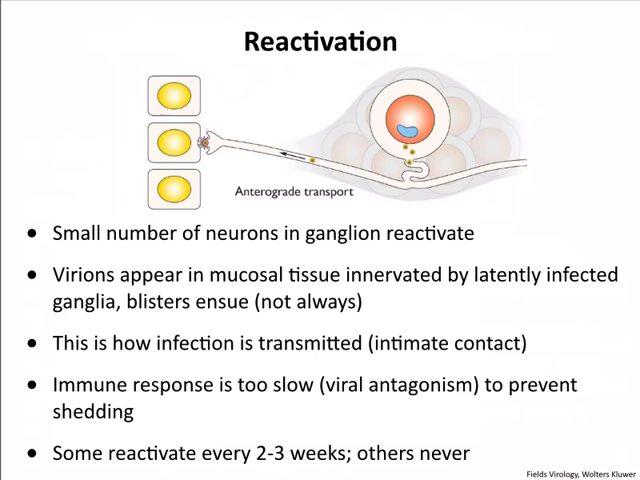 Reactivation
Anterograde transport
• Small number of neurons in ganglion reactivate
• Virions appear in mucosal tissue innervated by latently infected
ganglia, blisters ensue (not always)
• This is how infection is transmitted (intimate contact)
• Immune response is too slow (viral antagonism) to prevent
shedding
• Some reactivate every 2-3 weeks; others never
Fields Virology, Wolters Kluwer